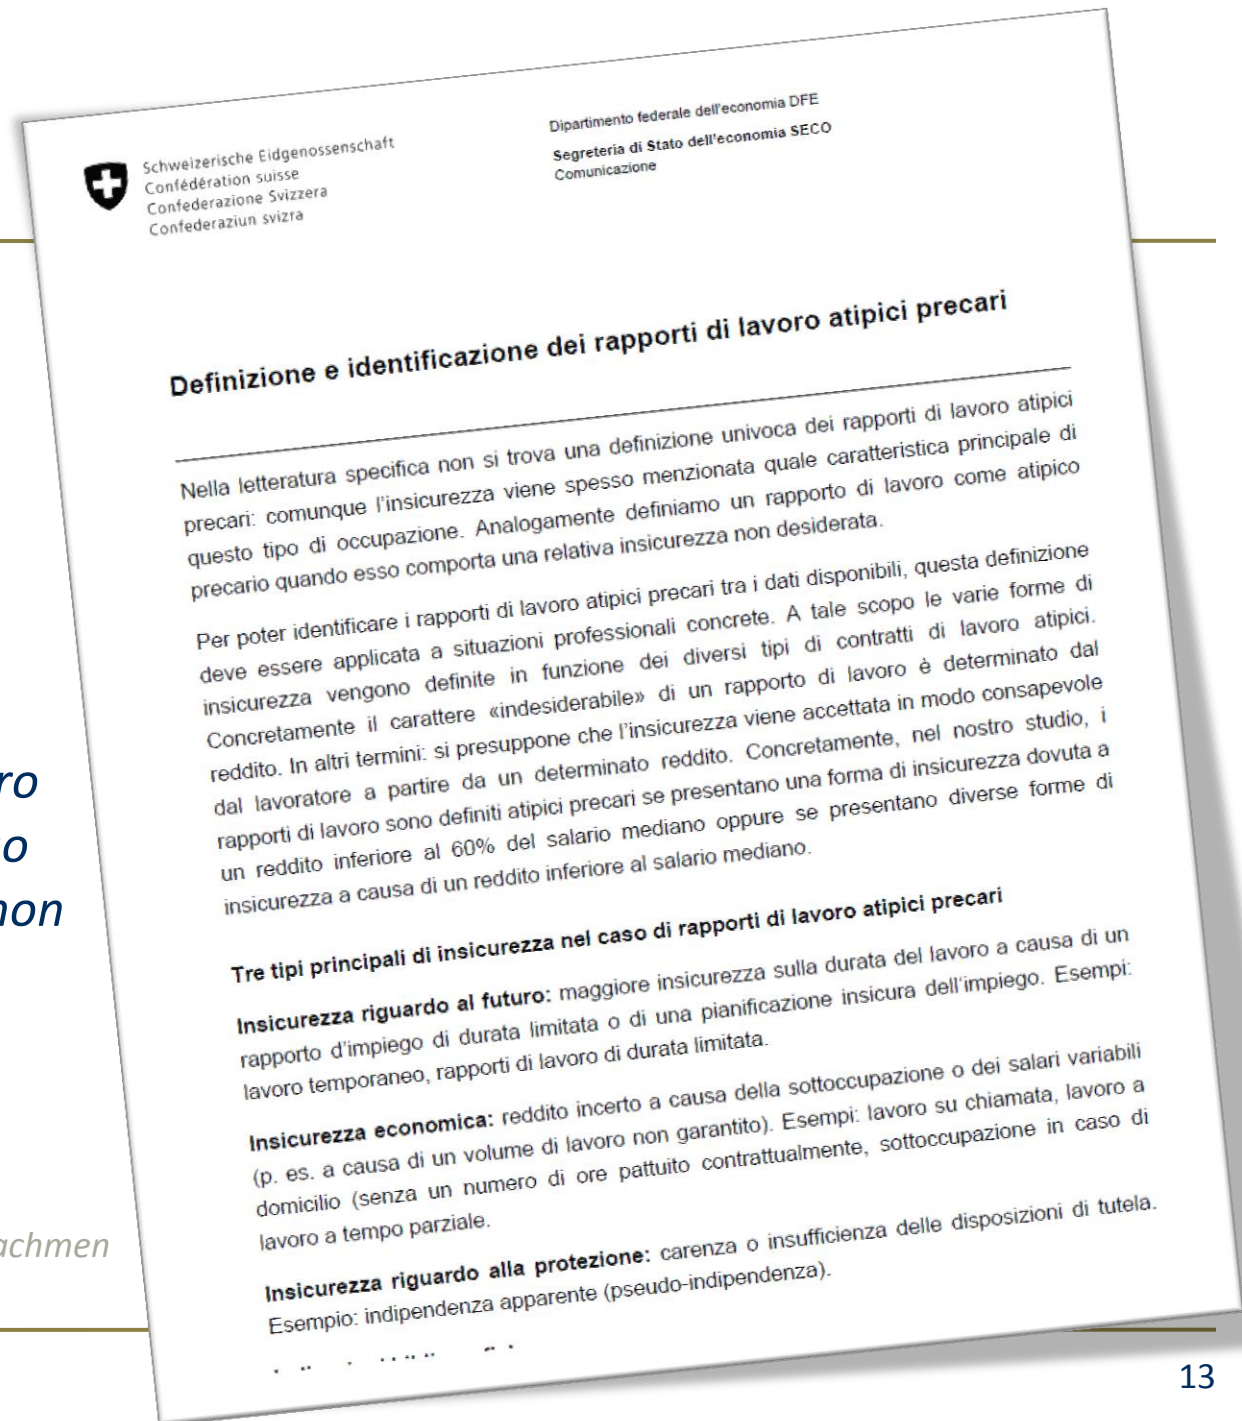 Schweizerische Eidgenossenschaft
Confédération suisse
Confederazione Svizzera
Confederaziun svizra
Dipartimento federale dell'economia DFE
Segreteria di Stato dell'economia SECO
Comunicazione
Definizione e identificazione dei rapporti di lavoro atipici precari
Nella letteratura specifica non si trova una definizione univoca dei rapporti di lavoro atipici
precari: comunque l'insicurezza viene spesso menzionata quale caratteristica principale di
questo tipo di occupazione. Analogamente definiamo un rapporto di lavoro come atipico
precario quando esso comporta una relativa insicurezza non desiderata.
Per poter identificare i rapporti di lavoro atipici precari tra i dati disponibili, questa definizione
deve essere applicata a situazioni professionali concrete. A tale scopo le varie forme di
insicurezza vengono definite in funzione dei diversi tipi di contratti di lavoro atipici.
Concretamente il carattere «indesiderabile» di un rapporto di lavoro è determinato dal
reddito. In altri termini: si presuppone che l'insicurezza viene accettata in modo consapevole
dal lavoratore a partire da un determinato reddito. Concretamente, nel nostro studio, i
rapporti di lavoro sono definiti atipici precari se presentano una forma di insicurezza dovuta a
un reddito inferiore al 60% del salario mediano oppure se presentano diverse forme di
insicurezza a causa di un reddito inferiore al salario mediano.
Tre tipi principali di insicurezza nel caso di rapporti di lavoro atipici precari
Insicurezza riguardo al futuro: maggiore insicurezza sulla durata del lavoro a causa di un
rapporto d'impiego di durata limitata o di una pianificazione insicura dell'impiego. Esempi:
lavoro temporaneo, rapporti di lavoro di durata limitata.
Insicurezza economica: reddito incerto a causa della sottoccupazione o dei salari variabili
(p. es. a causa di un volume di lavoro non garantito). Esempi: lavoro su chiamata, lavoro a
domicilio (senza un numero di ore pattuito contrattualmente, sottoccupazione in caso di
lavoro a tempo parziale.
Insicurezza riguardo alla protezione: carenza o insufficienza delle disposizioni di tutela.
Esempio: indipendenza apparente (pseudo-indipendenza).
ro
o
non
achmen
13